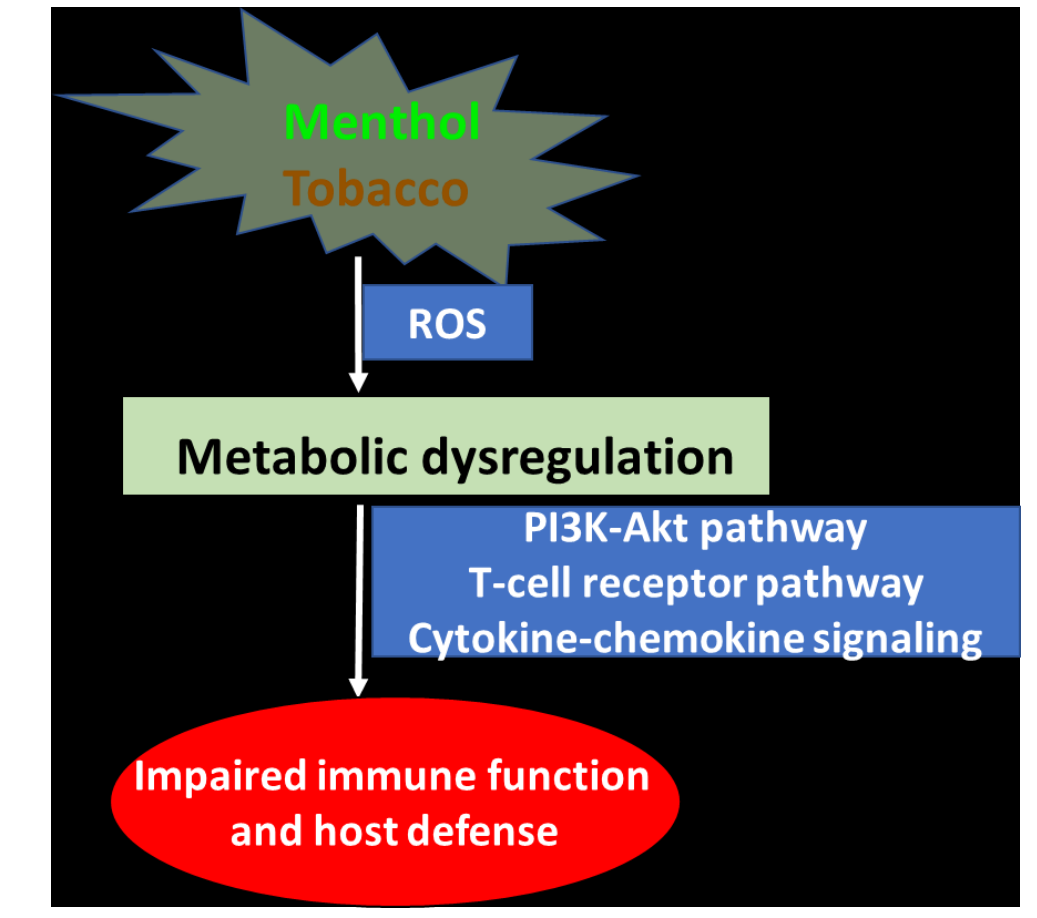 Menthol
Tobacco
ROS
Metabolic dysregulation
PI3K-Akt pathway
T-cell receptor pathway
Cytokine-chemokine signaling
Impaired immune function
and host defense